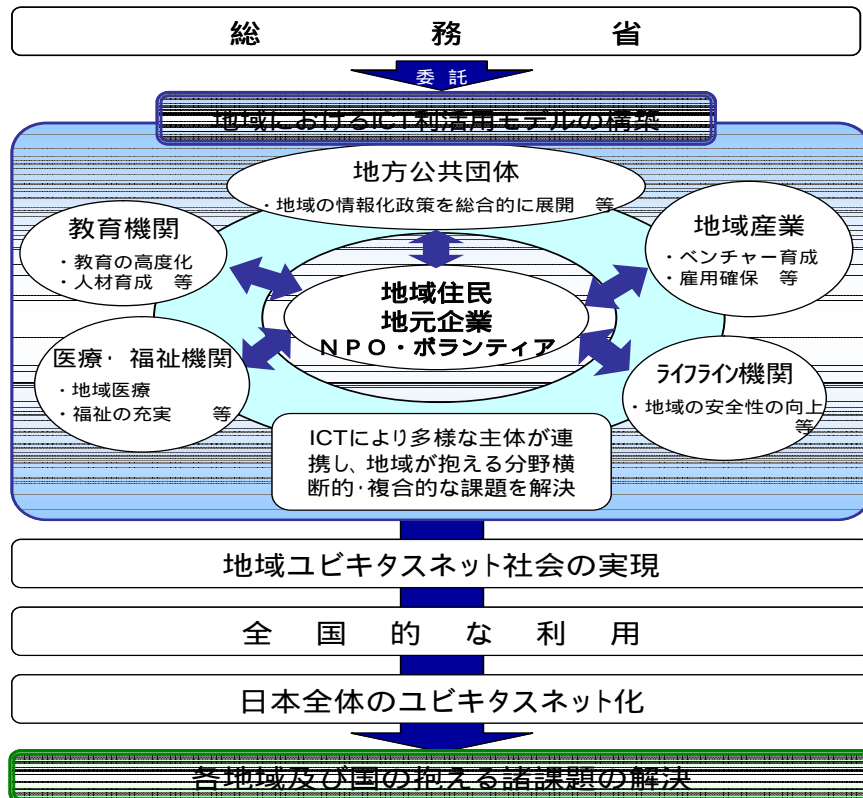 総務省
委託
地域におけるICT利活用モデルの構築
地方公共団体
・地域の情報化政策を総合的に展開　等
教育機関
・教育の高度化
・人材育成　等
地域産業
・ベンチャー育成
・雇用確保　等
地域住民
地元企業
ＮＰＯ・ボランティア
医療・福祉機関
・地域医療
・福祉の充実　等
ライフライン機関
・地域の安全性の向上
等
ICTにより多様な主体が連
携し、地域が抱える分野横
断的・複合的な課題を解決
地域ユビキタスネット社会の実現
全国的な利用
日本全体のユビキタスネット化
各地域及び国の抱える諸課題の解決